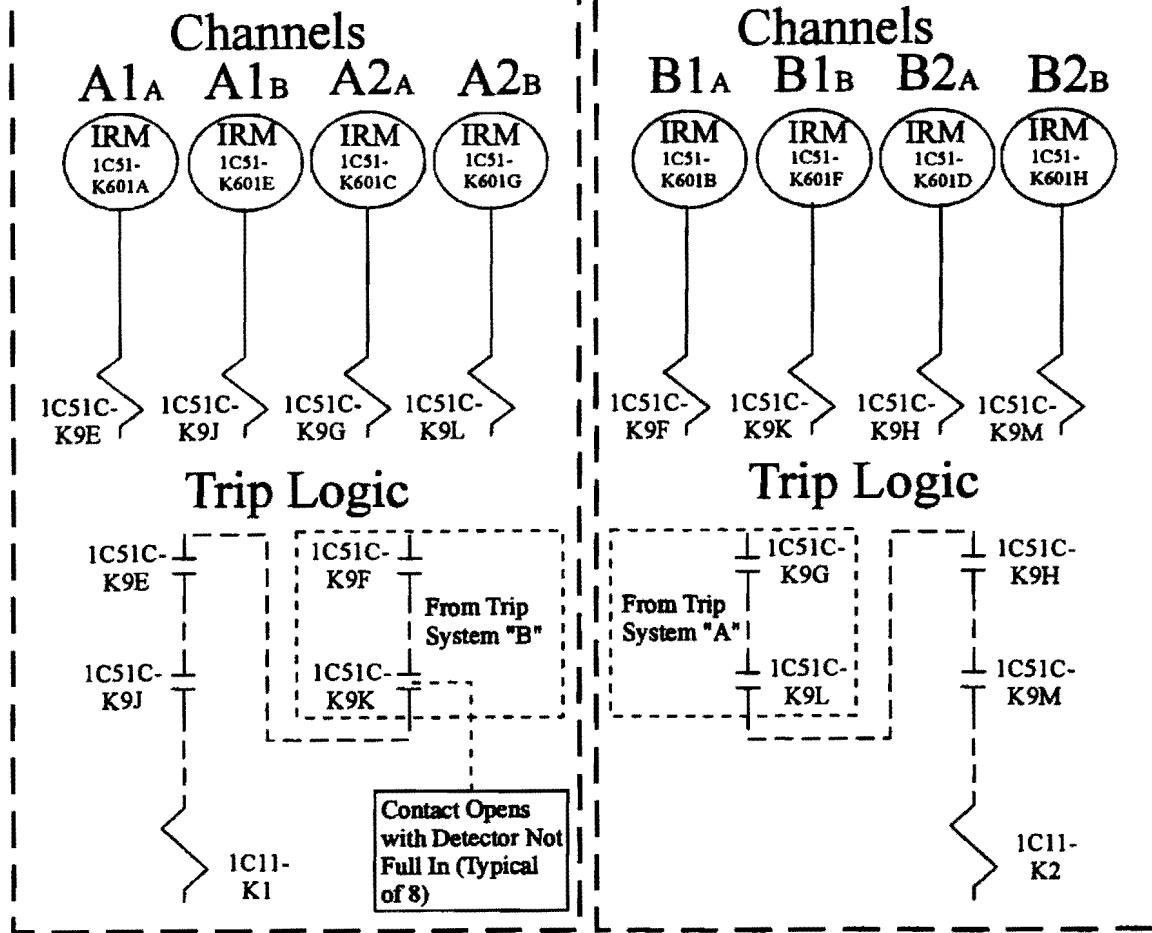 Channels
A1A A1B A2A A2B
IRM
1C51-
K601A
IRM
1C51-
K601E
IRM
1C51-
K601C
IRM
1C51-
K601G
1C51C-
K9E
1C51C-
K9J
1C51C-
K9G
1C51C-
K9L
Trip Logic
1C51C-
K9E
1C51C-
K9J
1C51C-
K9F
From Trip
System "B"
1C51C-
K9K
Contact Opens
with Detector Not
Full In (Typical
of 8)
1C11-
K1
Channels
B1A B1B B2A B2B
IRM
1C51-
K601B
IRM
1C51-
K601F
IRM
1C51-
K601D
IRM
1C51-
K601H
1C51C-
K9F
1C51C-
K9K
1C51C-
K9H
1C51C-
K9M
Trip Logic
1C51C-
K9G
From Trip
System "A"
1C51C-
K9L
1C51C-
K9H
1C51C-
K9M
1C11-
K2